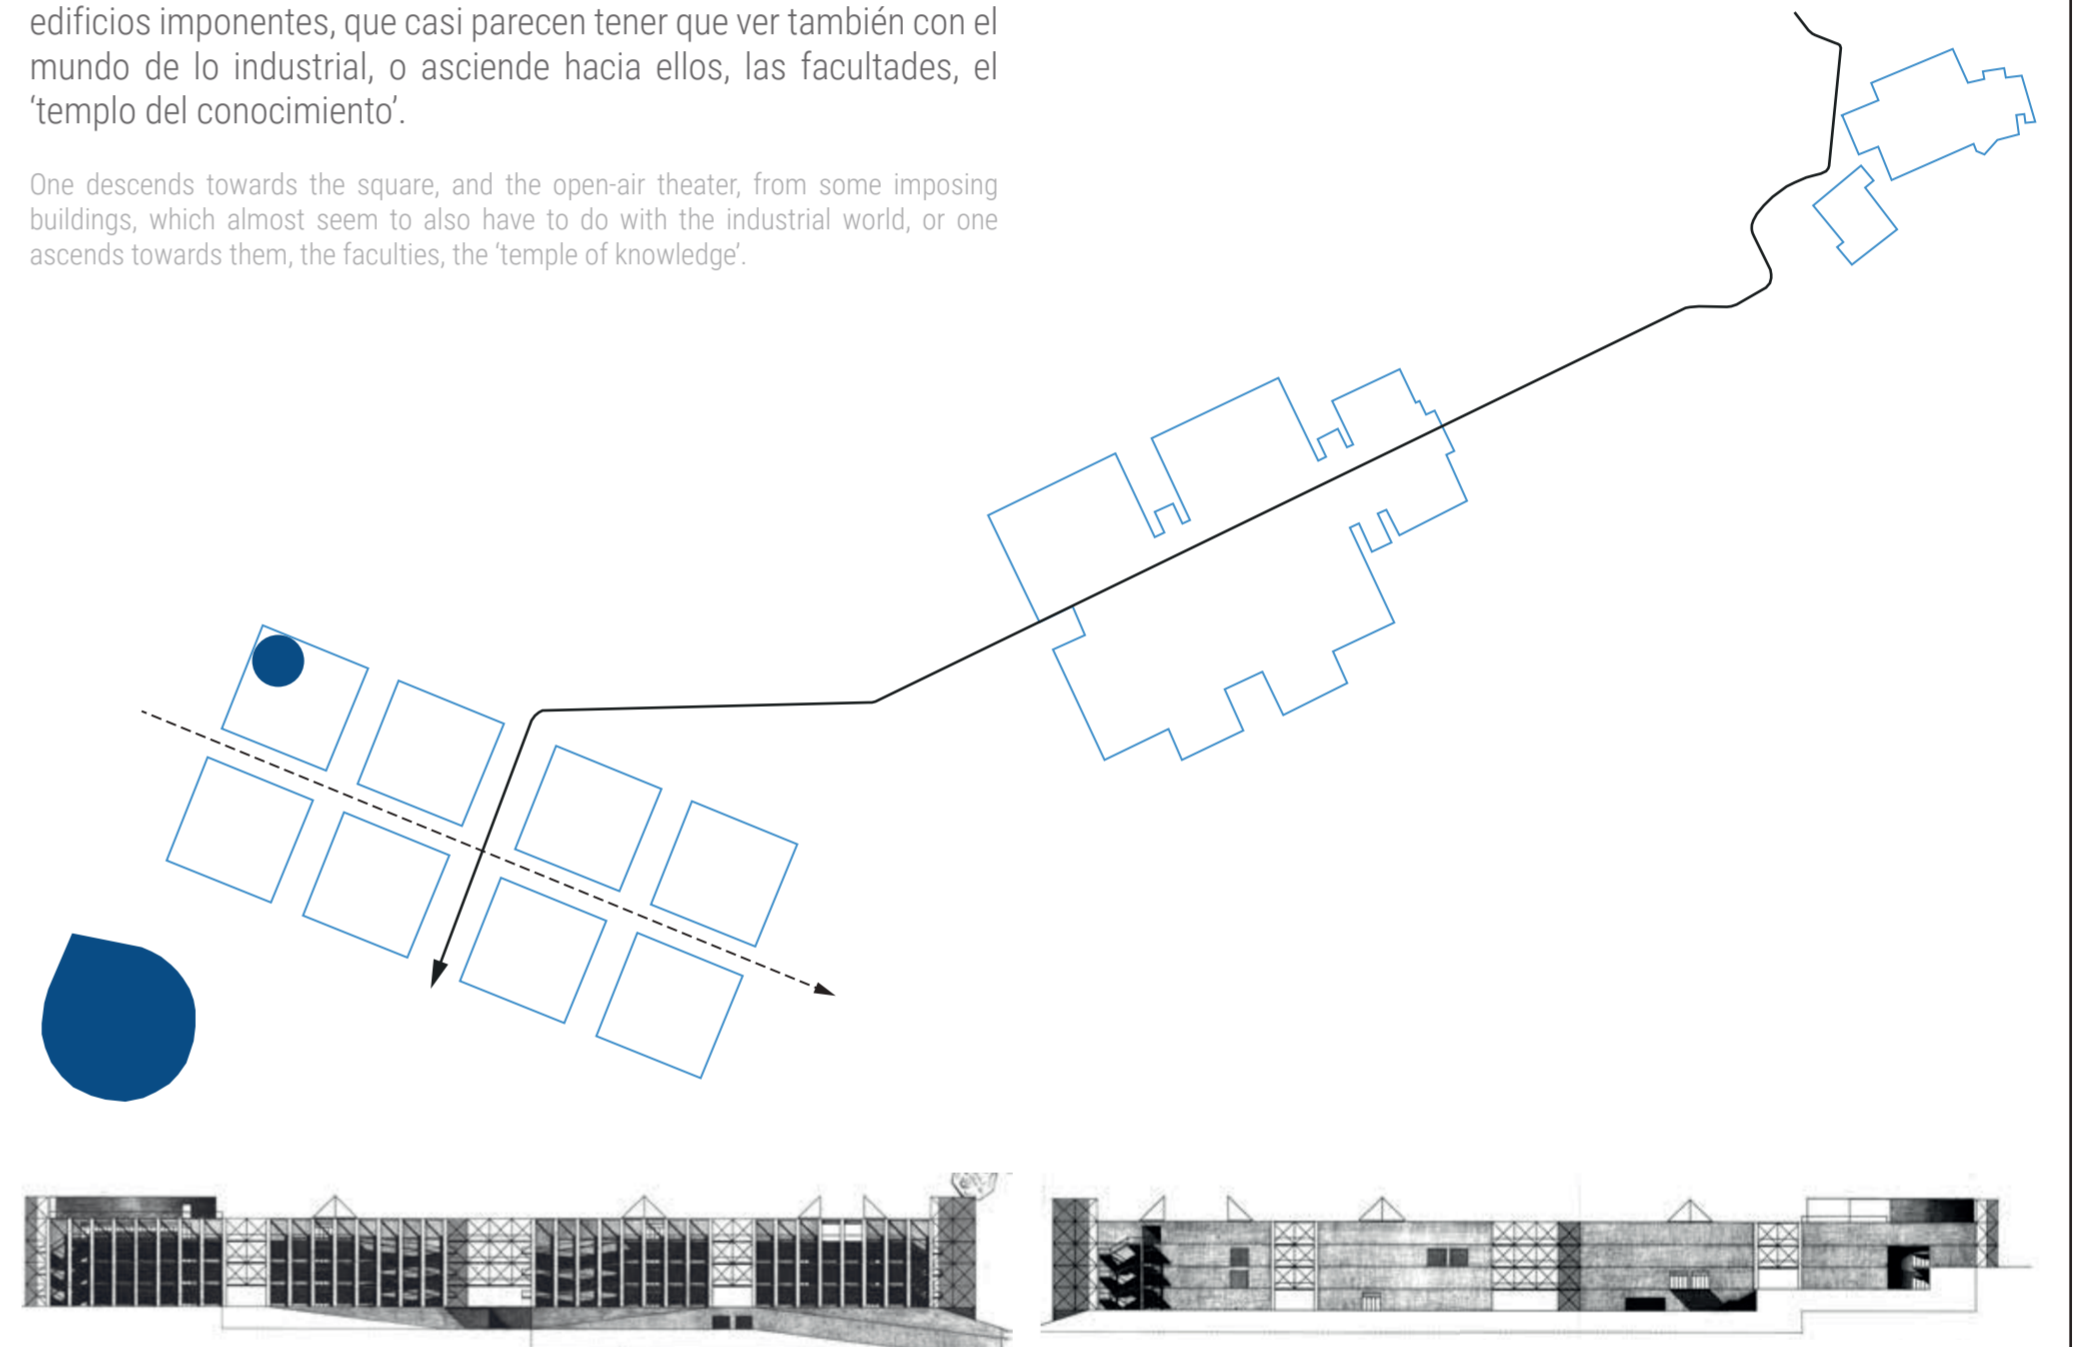 edificios imponentes, que casi parecen tener que ver también con el
mundo de lo industrial, o asciende hacia ellos, las facultades, el
‘templo del conocimiento’.
One descends towards the square, and the open-air theater, from some imposing
buildings, which almost seem to also have to do with the industrial world, or one
ascends towards them, the faculties, the ‘temple of knowledge’.